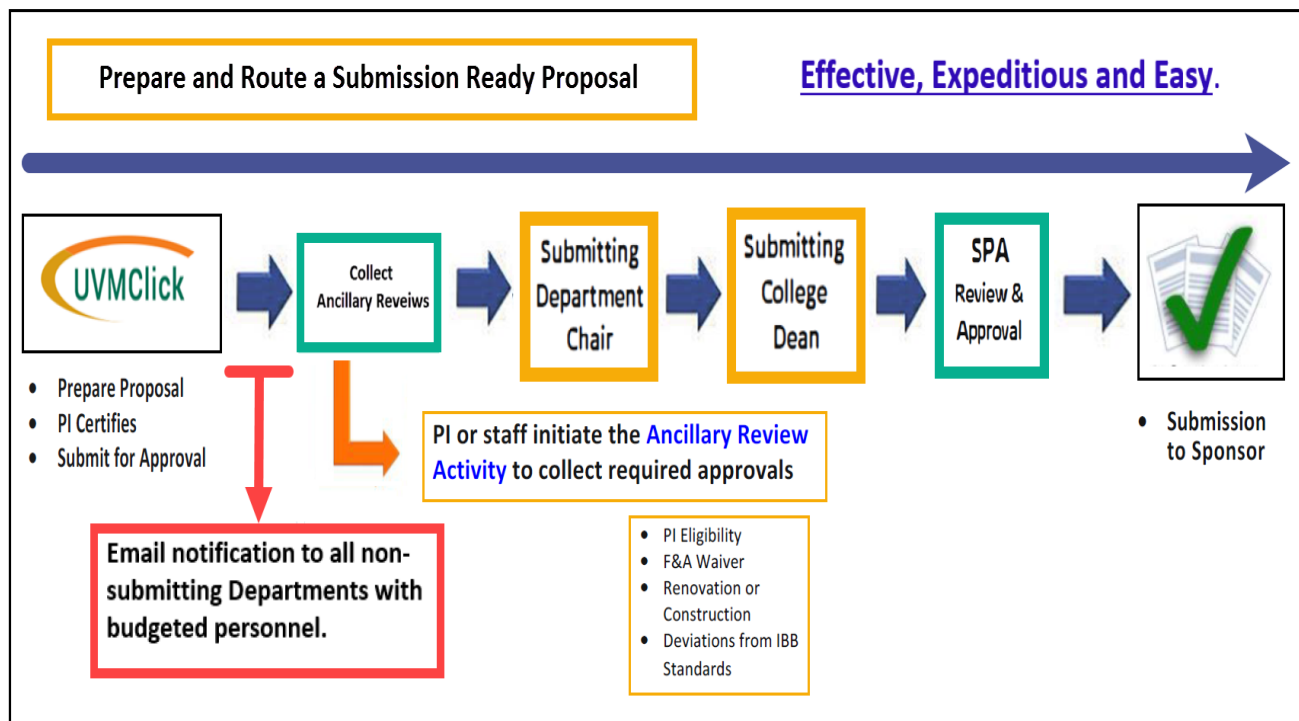 Prepare and Route a Submission Ready Proposal
Effective, Expeditious and Easy.
UVMClick
• Prepare Proposal
• PI Certifies
• Submit for Approval
Collect
Ancillary Reveiws
Submitting
Department
Chair
Submitting
College
Dean
SPA
Review &
Approval
• Submission
to Sponsor
PI or staff initiate the Ancillary Review
Activity to collect required approvals
Email notification to all non-
submitting Departments with
budgeted personnel.
• PI Eligibility
• F&A Waiver
• Renovation or
Construction
• Deviations from IBB
Standards